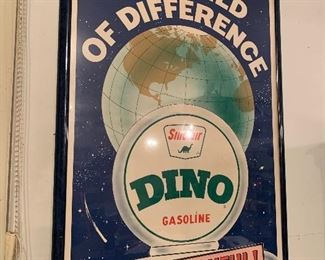 OF DIFFERENCE
Sinclair
DINO
GASOLINE